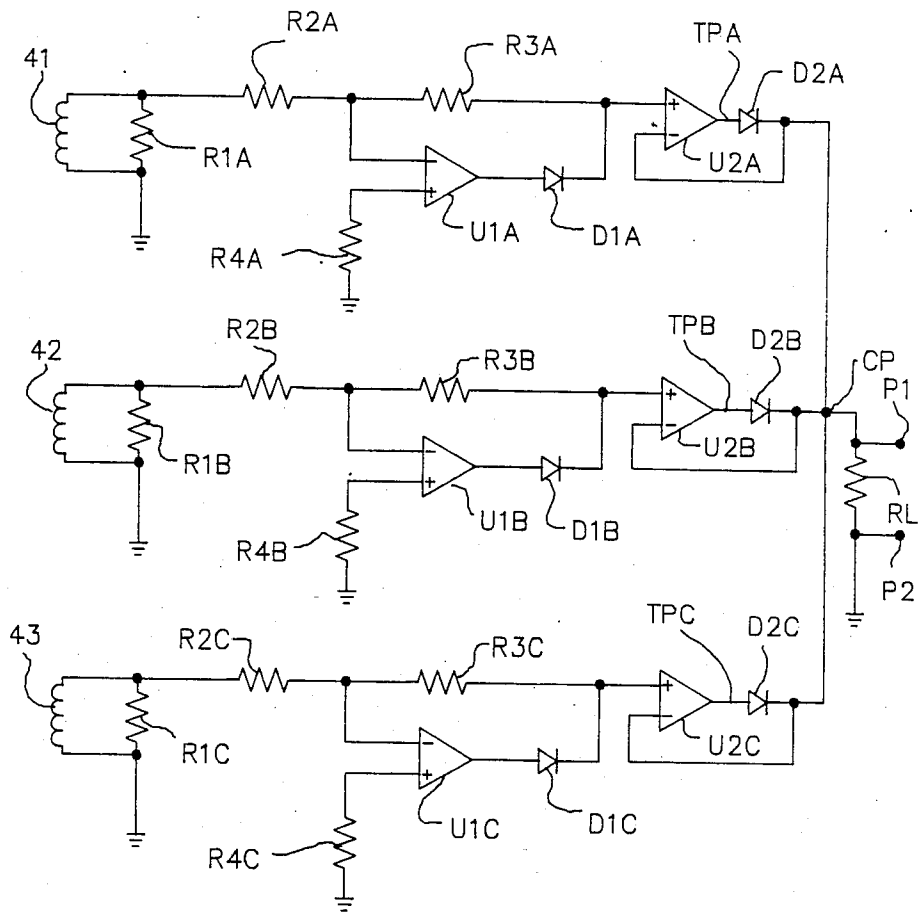 R2A
TPA
41
R3A
D2A
R1A
+
−
U2A
−
+
U1A
D1A
R4A
R2B
TPB
D2B
42
R3B
CP
P1
R1B
+
−
U2B
−
+
U1B
D1B
RL
R4B
P2
43
R2C
R3C
TPC
D2C
R1C
+
−
U2C
−
+
U1C
D1C
R4C